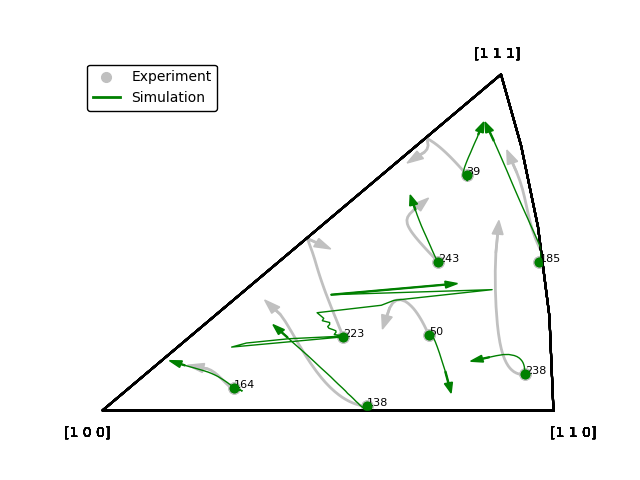 [1 1 1]
Experiment
Simulation
39
243
185
223
50
238
164
138
[1 0 0]
[1 1 0]